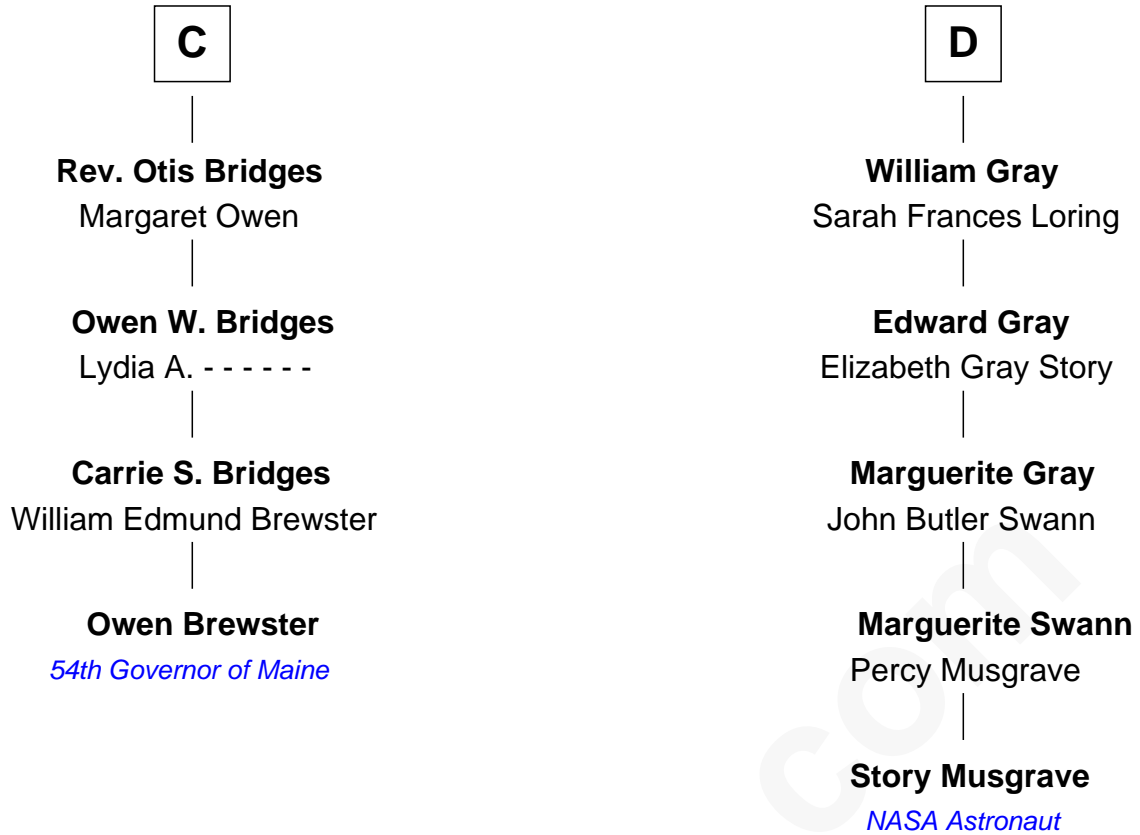 C
Rev. Otis Bridges
Margaret Owen
Owen W. Bridges
Lydia A. - - - - - -
Carrie S. Bridges
William Edmund Brewster
Owen Brewster
54th Governor of Maine
D
William Gray
Sarah Frances Loring
Edward Gray
Elizabeth Gray Story
Marguerite Gray
John Butler Swann
Marguerite Swann
Percy Musgrave
Story Musgrave
NASA Astronaut
com